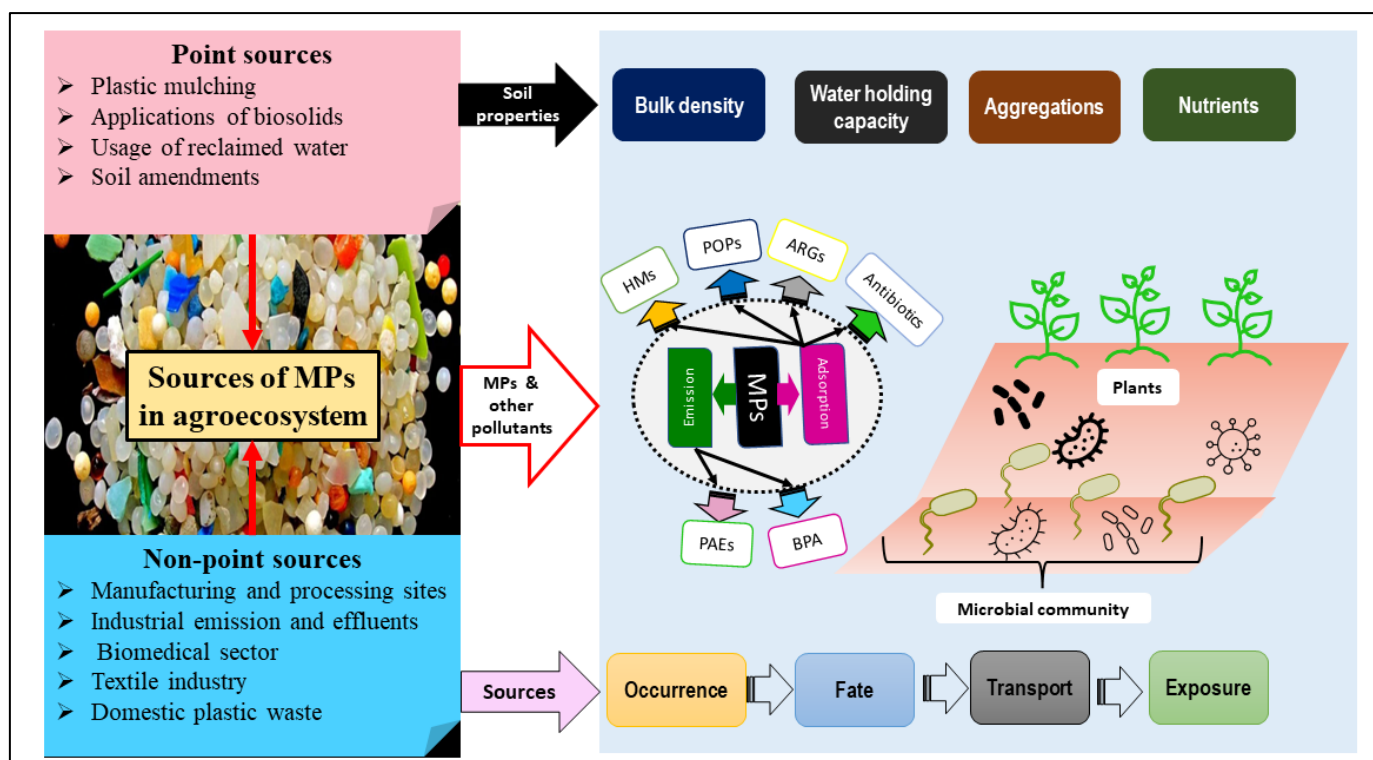 Point sources
Plastic mulching
Applications of biosolids
Usage of reclaimed water
Soil amendments
Sources of MPs
in agroecosystem
Non-point sources
Manufacturing and processing sites
Industrial emission and effluents
Biomedical sector
Textile industry
Domestic plastic waste
Soil
properties
Bulk density
Water holding
capacity
Aggregations
Nutrients
MPs &
other
pollutants
HMs
POPs
ARGs
Antibiotics
Emission
MPs
Adsorption
PAEs
BPA
Plants
Microbial community
Sources
Occurrence
Fate
Transport
Exposure